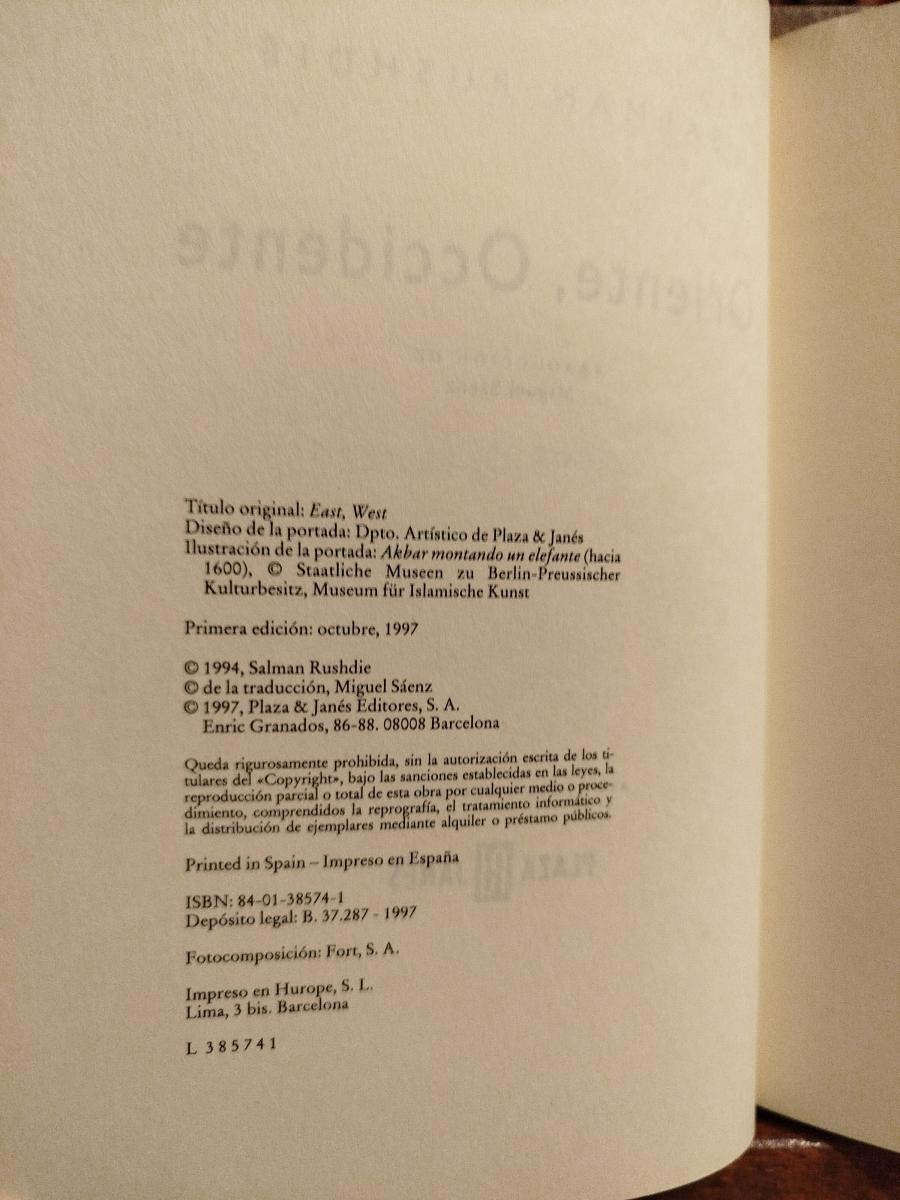 Título original: East, West
Diseño de la portada: Dpto. Artístico de Plaza & Janés
Ilustración de la portada: Akbar montando un elefante (hacia
1600), © Staatliche Museen zu Berlin-Preussischer
Kulturbesitz, Museum für Islamische Kunst
Primera edición: octubre, 1997
© 1994, Salman Rushdie
© de la traducción, Miguel Sáenz
© 1997, Plaza & Janés Editores, S. A.
Enric Granados, 86-88. 08008 Barcelona
Queda rigurosamente prohibida, sin la autorización escrita de los ti-
tulares del «Copyright», bajo las sanciones establecidas en las leyes, la
reproducción parcial o total de esta obra por cualquier medio o proce-
dimiento, comprendidos la reprografía, el tratamiento informático y
la distribución de ejemplares mediante alquiler o préstamo públicos.
Printed in Spain – Impreso en España
ISBN: 84-01-38574-1
Depósito legal: B. 37.287 - 1997
Fotocomposición: Fort, S. A.
Impreso en Hurope, S. L.
Lima, 3 bis. Barcelona
L 385741